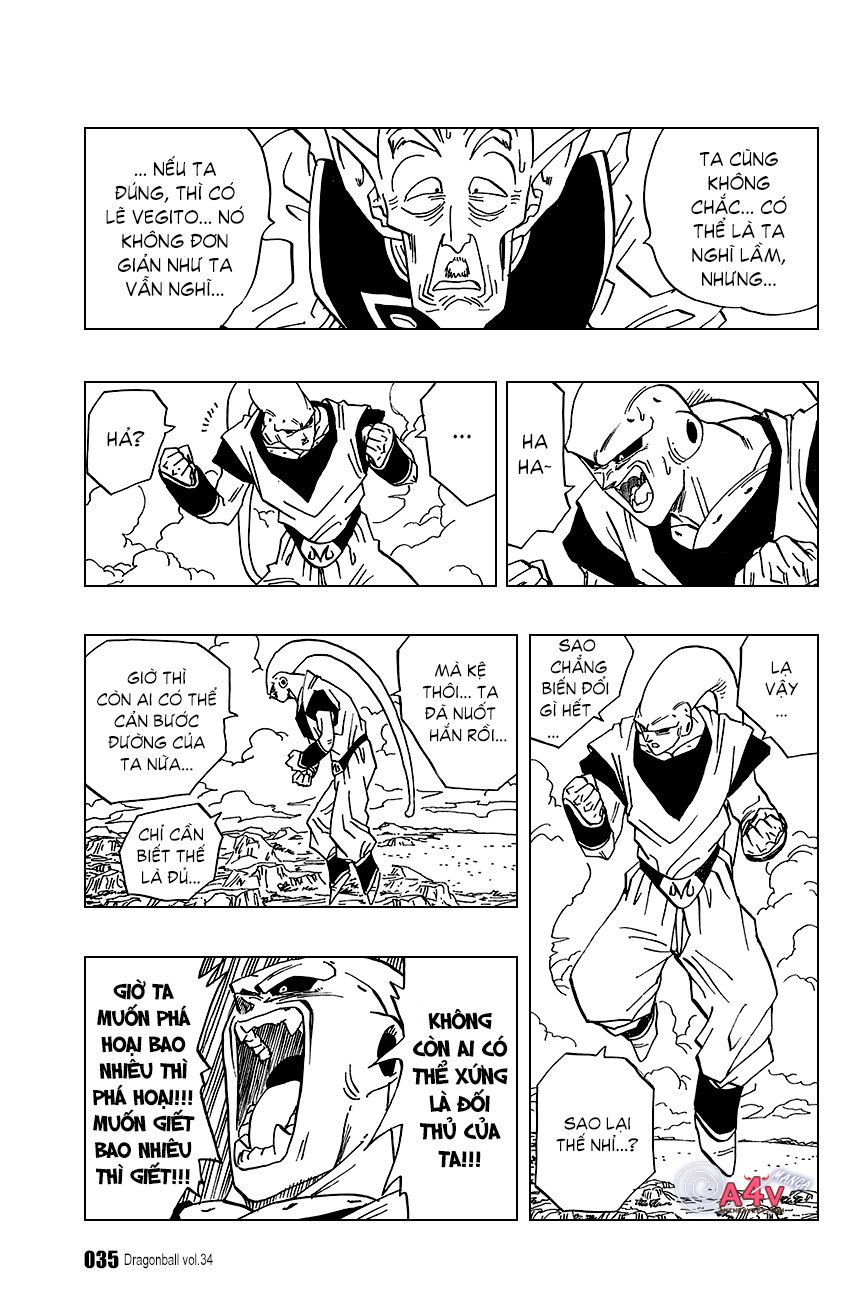 TA CŨNG
KHÔNG
CHẮC... CÓ
THỂ LÀ TA
NGHĨ LẦM,
NHƯNG...
... NẾU TA
ĐÚNG, THÌ CÓ
LẼ VEGITO... NÓ
KHÔNG ĐƠN
GIẢN NHƯ TA
VẪN NGHĨ...
HA
HA~
...
HẢ?
LẠ
VẬY
...
SAO
CHẲNG
BIẾN ĐỔI
GÌ HẾT
...
SAO LẠI
THẾ NHỈ...?
MÀ KỆ
THÔI... TA
ĐÃ NUỐT
HẮN RỒI...
GIỜ THÌ
CÒN AI CÓ THỂ
CẢN BƯỚC
ĐƯỜNG CỦA
TA NỮA...
CHỈ CẦN
BIẾT THẾ
LÀ ĐỦ...
KHÔNG
CÒN AI CÓ
THỂ XỨNG
LÀ ĐỐI
THỦ CỦA
TA!!!
GIỜ TA
MUỐN PHÁ
HOẠI BAO
NHIÊU THÌ
PHÁ HOẠI!!!
MUỐN GIẾT
BAO NHIÊU
THÌ GIẾT!!!
A4V
MANGA
035 Dragonball vol.34